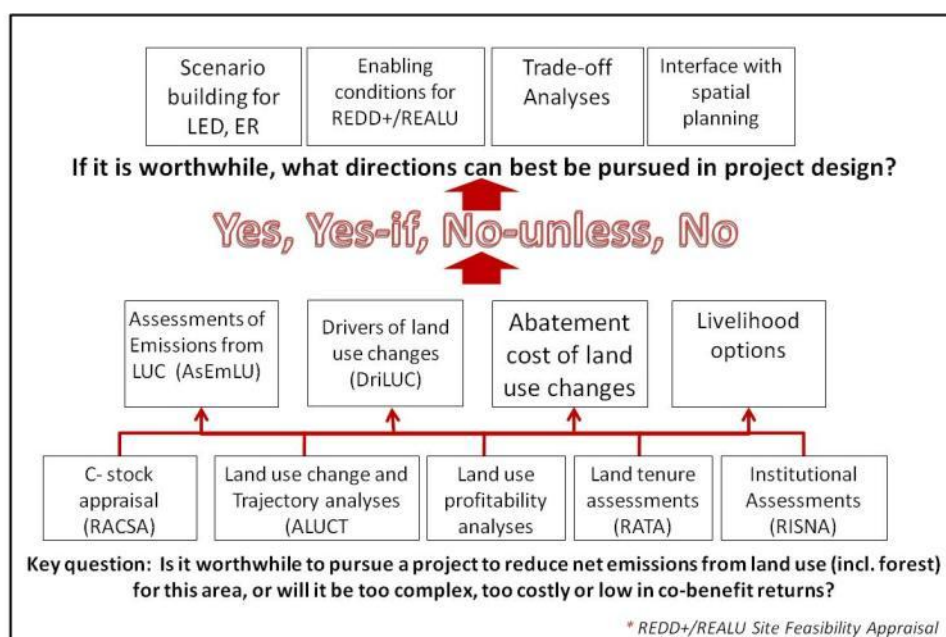 Scenario
building for
LED, ER
Enabling
conditions for
REDD+/REALU
Trade-off
Analyses
Interface with
spatial
planning
If it is worthwhile, what directions can best be pursued in project design?
Yes, Yes-if, No-unless, No
Assessments of
Emissions from
LUC (AsEmLU)
Drivers of land
use changes
(DriLUC)
Abatement
cost of land
use changes
Livelihood
options
C- stock
appraisal
(RACSA)
Land use change and
Trajectory analyses
(ALUCT
Land use
profitability
analyses
Land tenure
assessments
(RATA)
Institutional
Assessments
(RISNA)
Key question: Is it worthwhile to pursue a project to reduce net emissions from land use (incl. forest)
for this area, or will it be too complex, too costly or low in co-benefit returns?
* REDD+/REALU Site Feasibility Appraisal